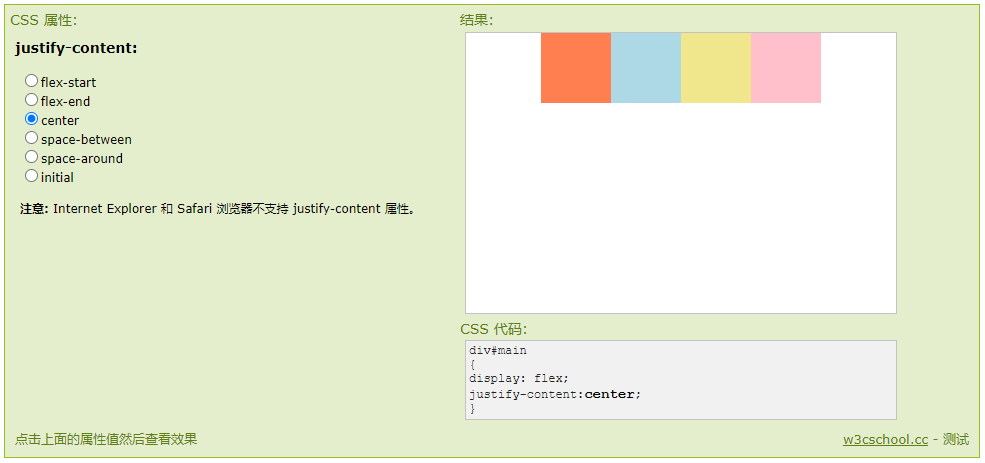 CSS 属性:
justify-content:
flex-start
flex-end
center
space-between
space-around
initial
注意: Internet Explorer 和 Safari 浏览器不支持 justify-content 属性。
结果:
CSS 代码:
div#main
{
display: flex;
justify-content:center;
}
点击上面的属性值然后查看效果
w3cschool.cc - 测试